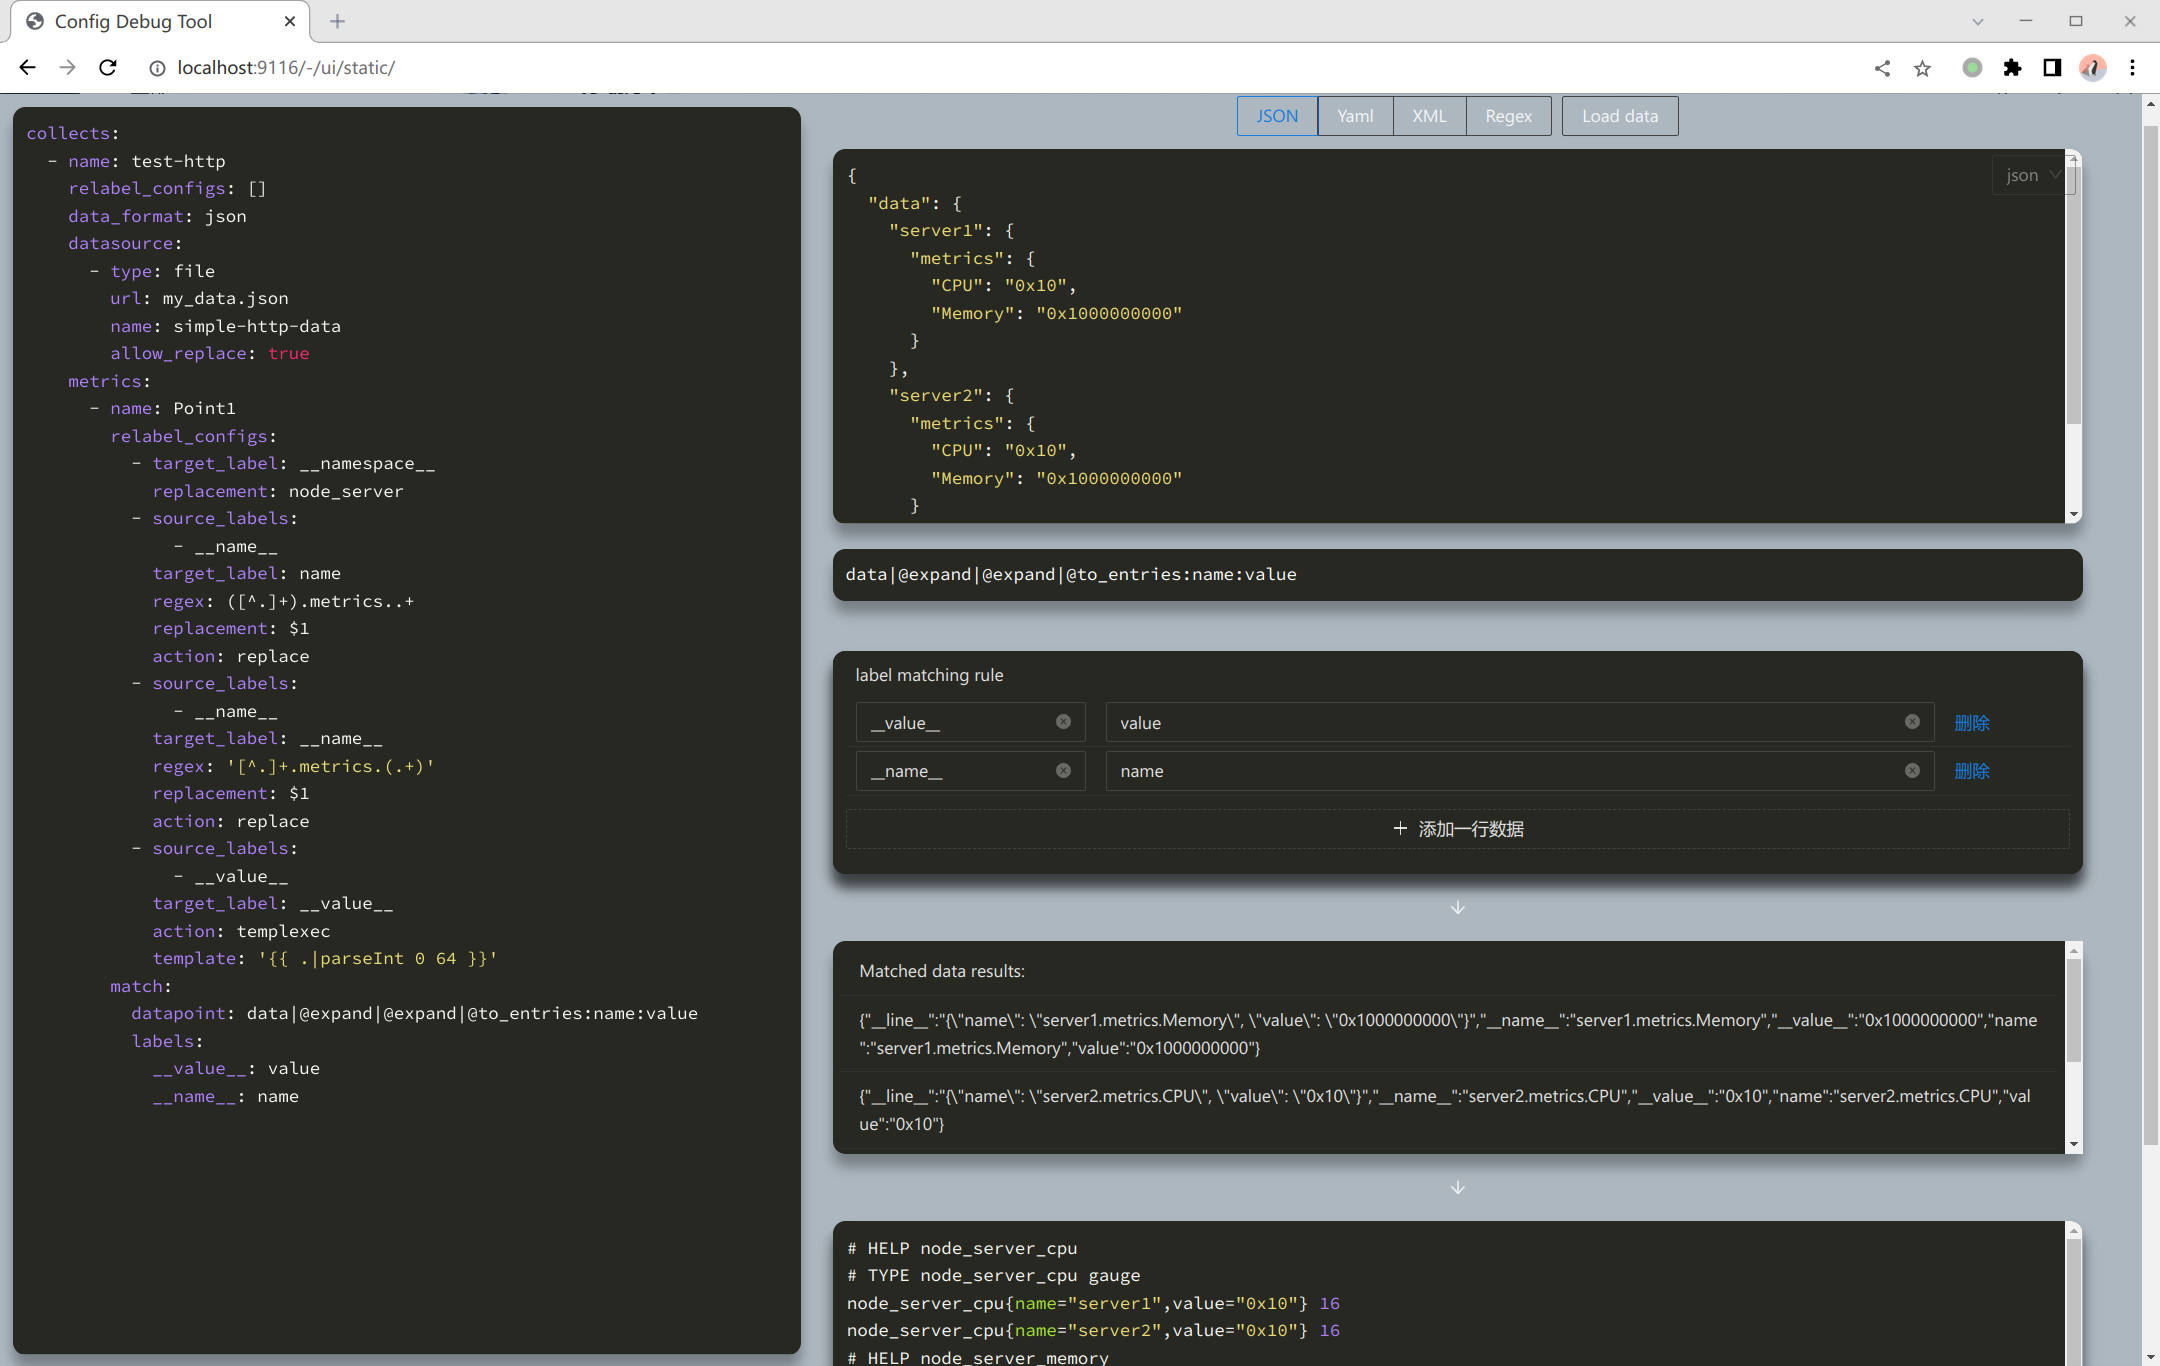 Config Debug Tool
localhost:9116/-/ui/static/
collects:
- name: test-http
relabel_configs: []
data_format: json
datasource:
- type: file
url: my_data.json
name: simple-http-data
allow_replace: true
metrics:
- name: Point1
relabel_configs:
- target_label: __namespace__
replacement: node_server
- source_labels:
- __name__
target_label: name
regex: ([^.]+).metrics..+
replacement: $1
action: replace
- source_labels:
- __name__
target_label: __name__
regex: '[^.]+.metrics.(.+)'
replacement: $1
action: replace
- source_labels:
- __value__
target_label: __value__
action: templexec
template: '{{ .|parseInt 0 64 }}'
match:
datapoint: data|@expand|@expand|@to_entries:name:value
labels:
__value__: value
__name__: name
JSON Yaml XML Regex Load data
json
{
"data": {
"server1": {
"metrics": {
"CPU": "0x10",
"Memory": "0x1000000000"
}
},
"server2": {
"metrics": {
"CPU": "0x10",
"Memory": "0x1000000000"
}
data|@expand|@expand|@to_entries:name:value
label matching rule
__value__ value 删除
__name__ name 删除
+ 添加一行数据
Matched data results:
{"__line__":"{\"name\": \"server1.metrics.Memory\", \"value\": \"0x1000000000\"}","__name__":"server1.metrics.Memory","__value__":"0x1000000000","name
":"server1.metrics.Memory","value":"0x1000000000"}
{"__line__":"{\"name\": \"server2.metrics.CPU\", \"value\": \"0x10\"}","__name__":"server2.metrics.CPU","__value__":"0x10","name":"server2.metrics.CPU","val
ue":"0x10"}
# HELP node_server_cpu
# TYPE node_server_cpu gauge
node_server_cpu{name="server1",value="0x10"} 16
node_server_cpu{name="server2",value="0x10"} 16
# HELP node_server_memory